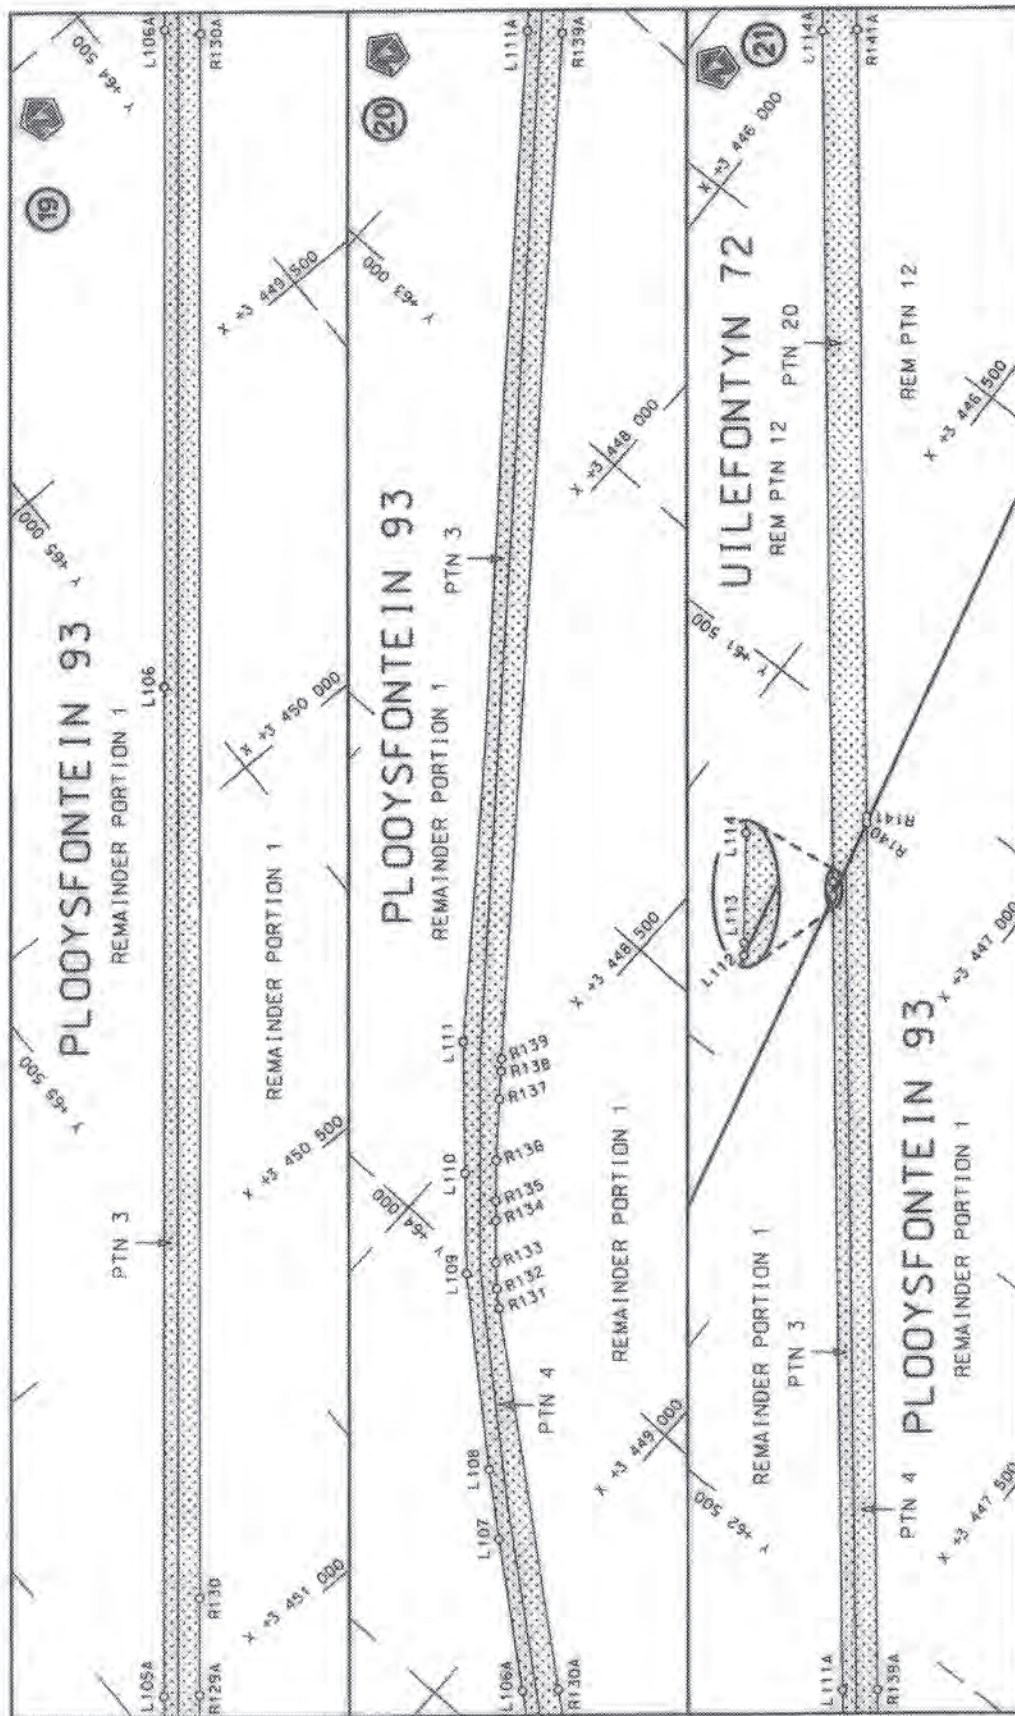 19
L105A
L106
L106A
R129A
R130
R130A
PLOOYSFONTEIN 93
REMAINDER PORTION 1
REMAINDER PORTION 1
PTN 3
Y +65 500
Y +65 000
Y +64 500
X +3 451 000
X +3 450 500
X +3 450 000
X +3 449 500
20
L106A
L107
L108
L109
L110
L111
L111A
R130A
R131
R132
R133
R134
R135
R136
R137
R138
R139
R139A
PLOOYSFONTEIN 93
REMAINDER PORTION 1
PTN 3
PTN 4
REMAINDER PORTION 1
Y +64 000
Y +63 000
X +3 449 000
X +3 448 500
X +3 448 000
21
L111A
L112
L113
L114
L114A
R139A
R140
R141
R141A
UILEFONTYN 72
REM PTN 12
PTN 20
REM PTN 12
REMAINDER PORTION 1
PTN 3
PTN 4
PLOOYSFONTEIN 93
REMAINDER PORTION 1
Y +62 500
Y +61 500
X +3 447 500
X +3 447 000
X +3 446 500
X +3 446 000